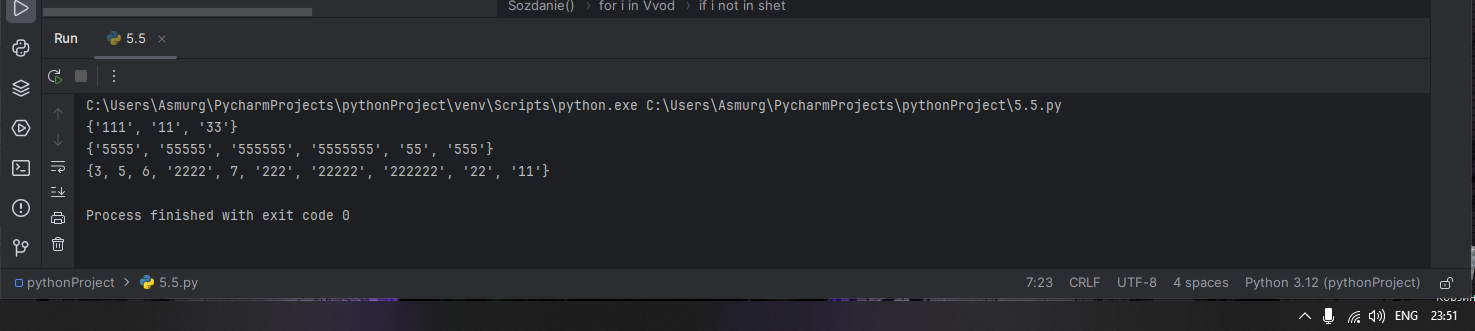 Sozdanie() › for i in Vvod › if i not in shet
Run 5.5 ×
C:\Users\Asmurg\PycharmProjects\pythonProject\venv\Scripts\python.exe C:\Users\Asmurg\PycharmProjects\pythonProject\5.5.py
{'111', '11', '33'}
{'5555', '55555', '555555', '5555555', '55', '555'}
{3, 5, 6, '2222', 7, '222', '22222', '222222', '22', '11'}
Process finished with exit code 0
pythonProject › 5.5.py 7:23 CRLF UTF-8 4 spaces Python 3.12 (pythonProject)
ENG 23:51